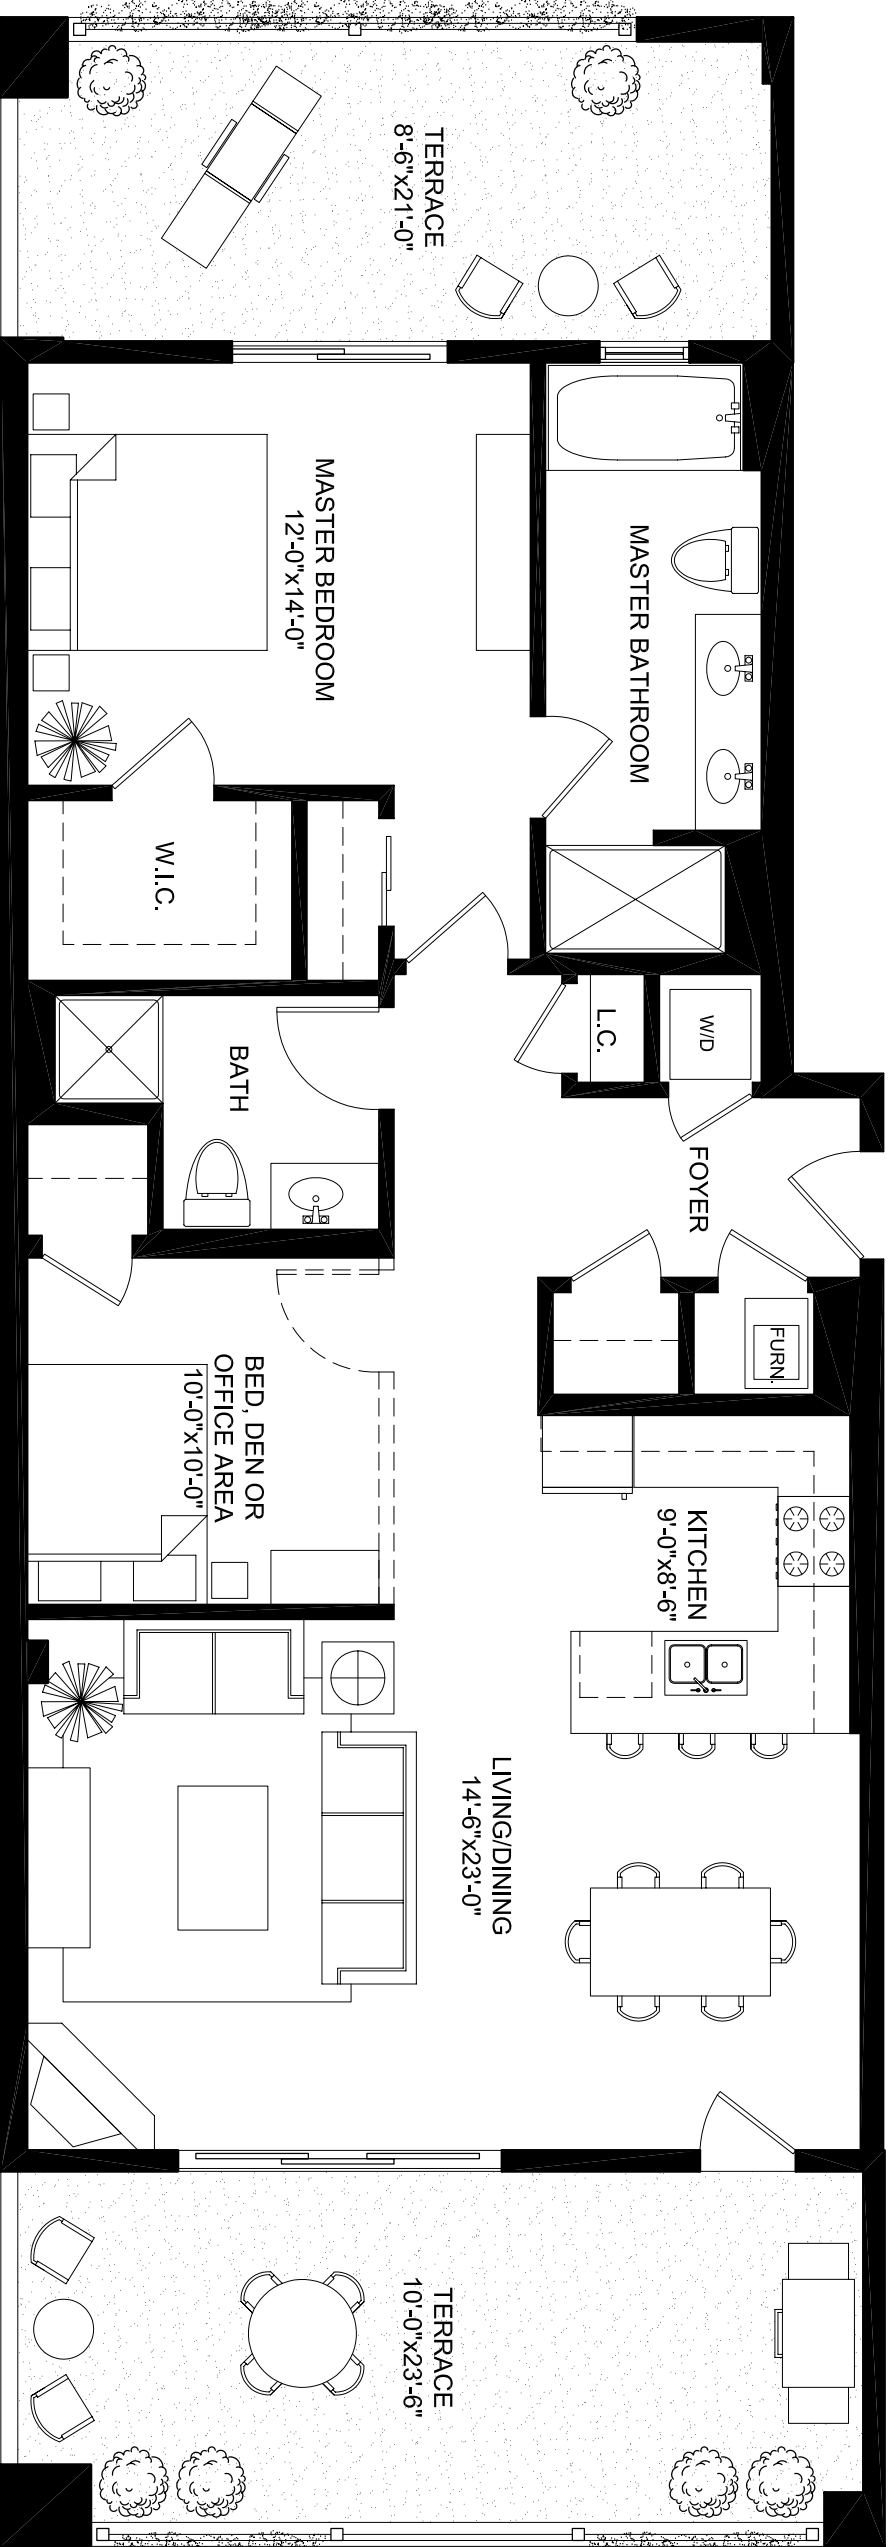 TERRACE
8'-6"x21'-0"
MASTER BEDROOM
12'-0"x14'-0"
MASTER BATHROOM
W.I.C.
L.C.
W/D
BATH
FOYER
FURN.
BED, DEN OR
OFFICE AREA
10'-0"x10'-0"
KITCHEN
9'-0"x8'-6"
LIVING/DINING
14'-6"x23'-0"
TERRACE
10'-0"x23'-6"